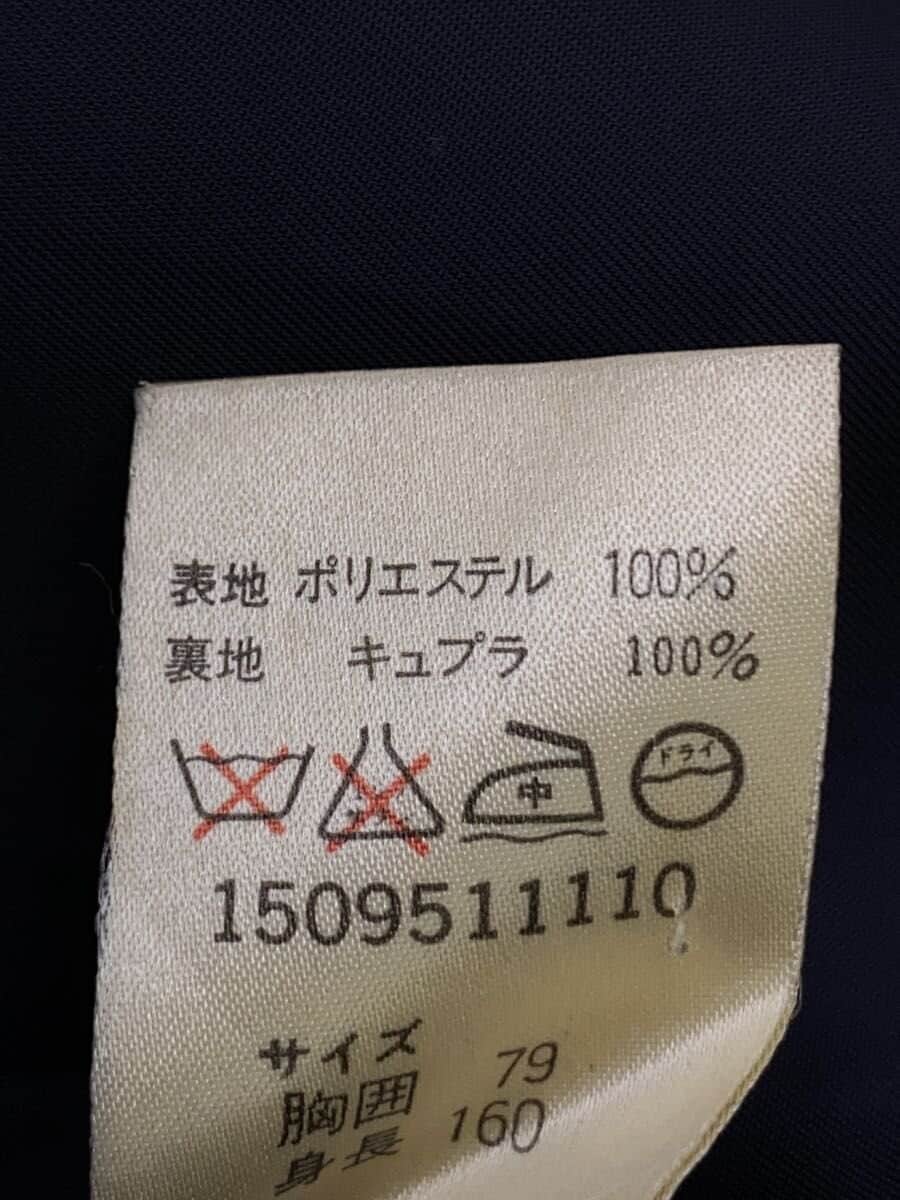 表地 ポリエステル 100%
裏地 キュプラ 100%
中 ドライ
15095111110
サイズ
胸囲 79
身長 160